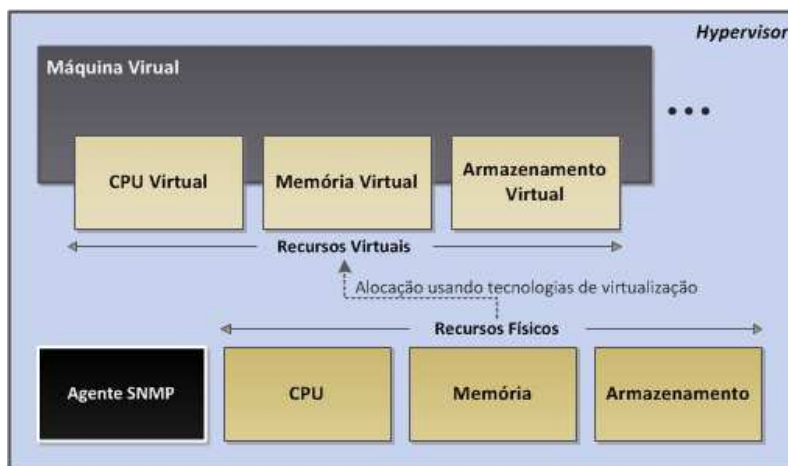 Hypervisor
Máquina Virual
...
CPU Virtual
Memória Virtual
Armazenamento
Virtual
Recursos Virtuais
Alocação usando tecnologias de virtualização
Recursos Físicos
Agente SNMP
CPU
Memória
Armazenamento